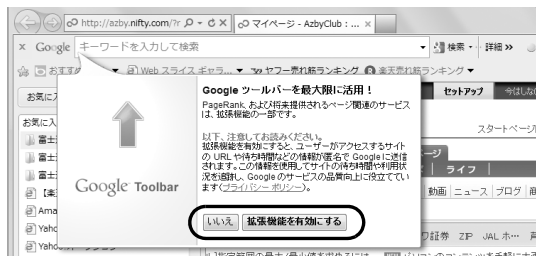 http://azby.nifty.com/?r
マイページ - AzbyClub : ...
× Google キーワードを入力して検索
検索
詳細 »
Web スライス ギャラ...
ヤフー売れ筋ランキング
楽天売れ筋ランキング
お気に入
お気に入
富士
富士
富士
【楽
Ama
Yaho
Google Toolbar
Google ツールバーを最大限に活用！
PageRank、および将来提供されるページ関連のサービス
は、拡張機能の一部です。
以下、注意してお読みください。
拡張機能を有効にすると、ユーザーがアクセスするサイト
の URL や待ち時間などの情報が匿名で Google に送信
されます。この情報を使用してサイトの待ち時間や利用状
況を追跡し、Google のサービスの品質向上に役立ててい
ます(プライバシー ポリシー)。
いいえ
拡張機能を有効にする
セットアップ
今はしな
スタートページ
ージ
ライフ
動画
ニュース
ブログ
ZIP
JAL ホ…